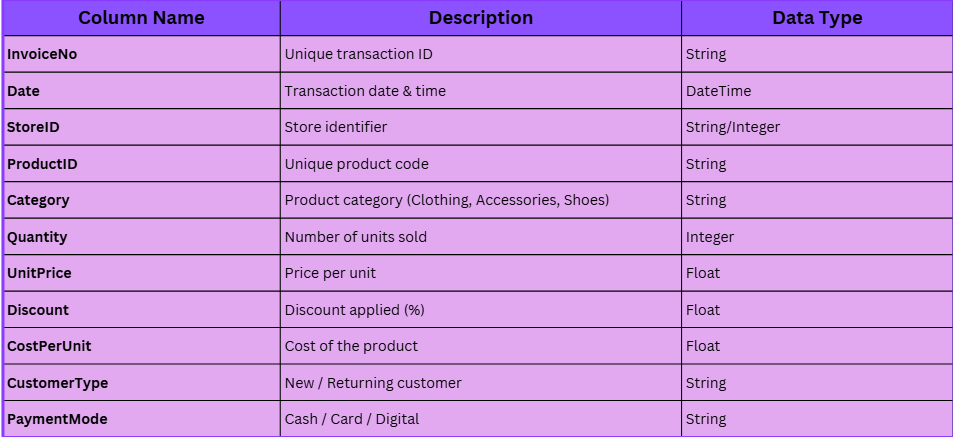 Column Name Description Data Type
InvoiceNo Unique transaction ID String
Date Transaction date & time DateTime
StoreID Store identifier String/Integer
ProductID Unique product code String
Category Product category (Clothing, Accessories, Shoes) String
Quantity Number of units sold Integer
UnitPrice Price per unit Float
Discount Discount applied (%) Float
CostPerUnit Cost of the product Float
CustomerType New / Returning customer String
PaymentMode Cash / Card / Digital String